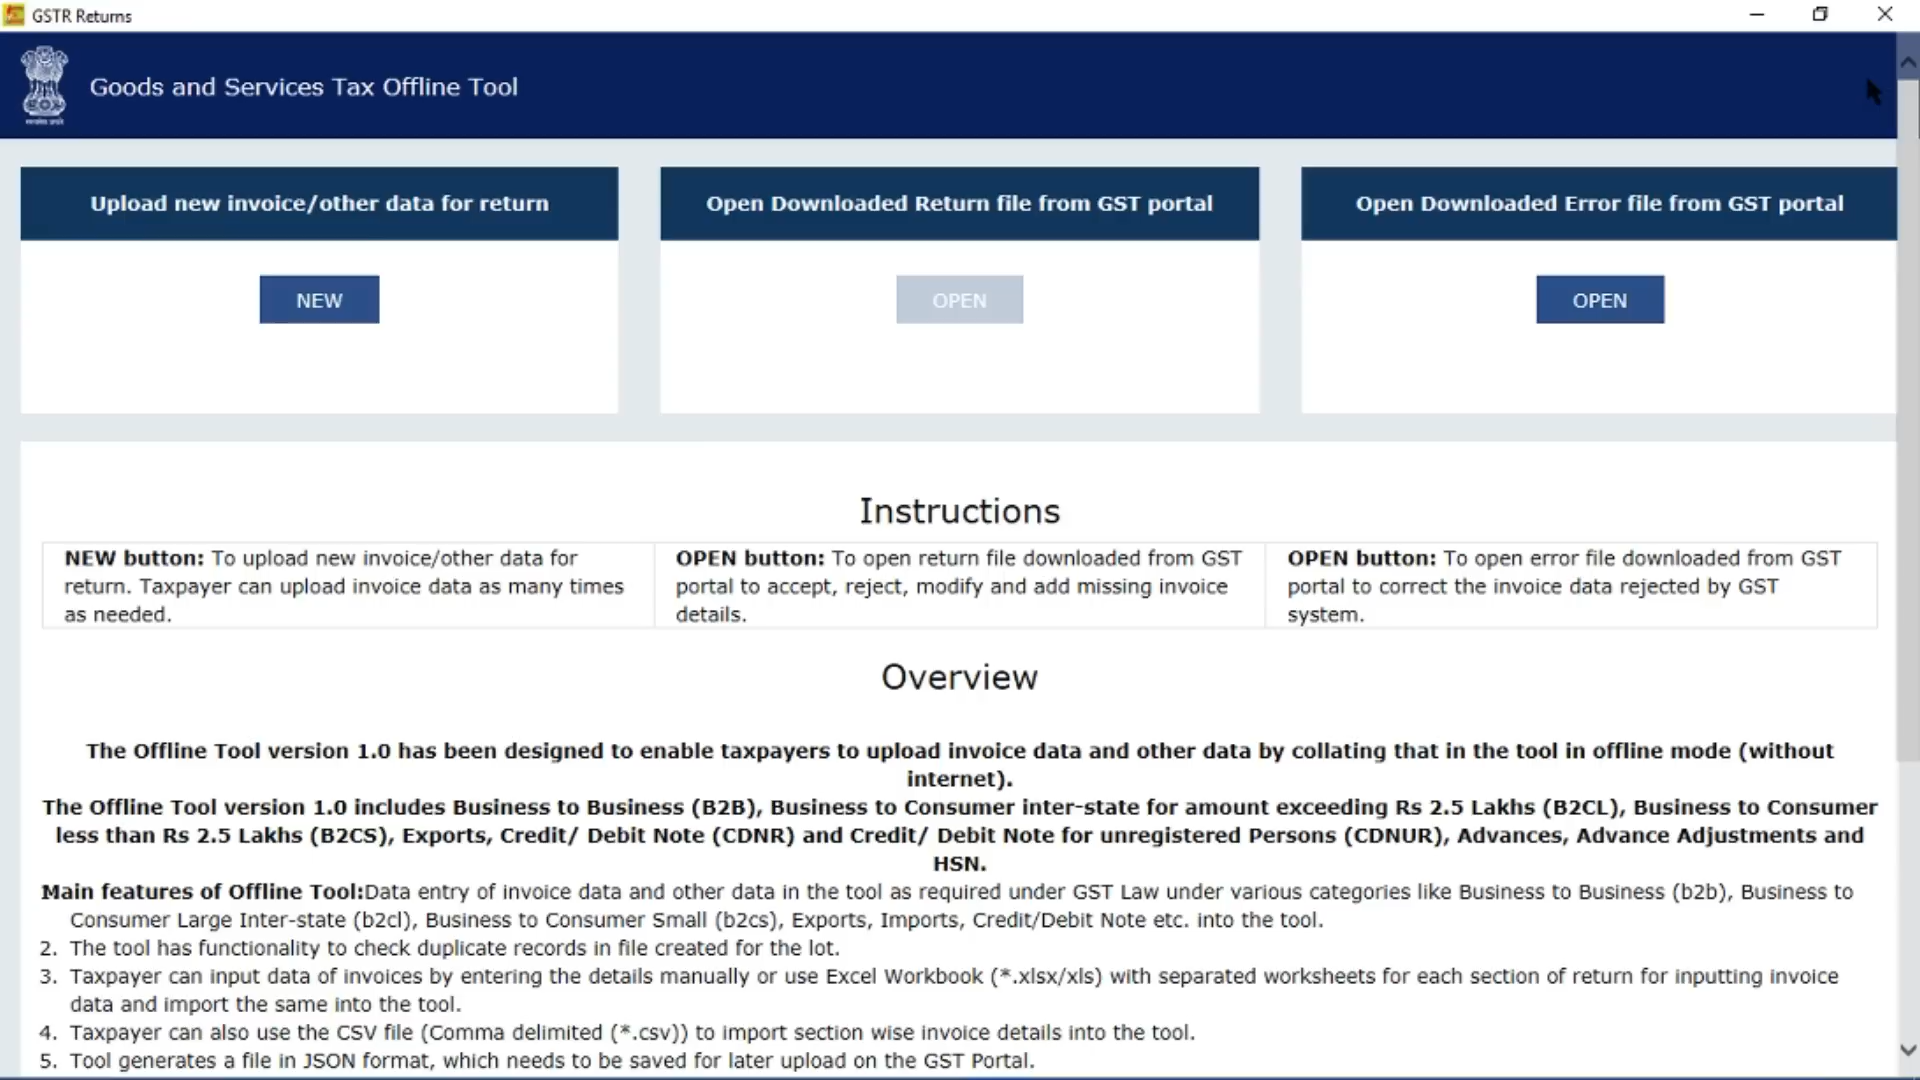 GSTR Returns
Goods and Services Tax Offline Tool
Upload new invoice/other data for return
Open Downloaded Return file from GST portal
Open Downloaded Error file from GST portal
NEW
OPEN
OPEN
Instructions
NEW button: To upload new invoice/other data for
return. Taxpayer can upload invoice data as many times
as needed.
OPEN button: To open return file downloaded from GST
portal to accept, reject, modify and add missing invoice
details.
OPEN button: To open error file downloaded from GST
portal to correct the invoice data rejected by GST
system.
Overview
The Offline Tool version 1.0 has been designed to enable taxpayers to upload invoice data and other data by collating that in the tool in offline mode (without
internet).
The Offline Tool version 1.0 includes Business to Business (B2B), Business to Consumer inter-state for amount exceeding Rs 2.5 Lakhs (B2CL), Business to Consumer
less than Rs 2.5 Lakhs (B2CS), Exports, Credit/ Debit Note (CDNR) and Credit/ Debit Note for unregistered Persons (CDNUR), Advances, Advance Adjustments and
HSN.
Main features of Offline Tool:Data entry of invoice data and other data in the tool as required under GST Law under various categories like Business to Business (b2b), Business to
Consumer Large Inter-state (b2cl), Business to Consumer Small (b2cs), Exports, Imports, Credit/Debit Note etc. into the tool.
2. The tool has functionality to check duplicate records in file created for the lot.
3. Taxpayer can input data of invoices by entering the details manually or use Excel Workbook (*.xlsx/xls) with separated worksheets for each section of return for inputting invoice
data and import the same into the tool.
4. Taxpayer can also use the CSV file (Comma delimited (*.csv)) to import section wise invoice details into the tool.
5. Tool generates a file in JSON format, which needs to be saved for later upload on the GST Portal.